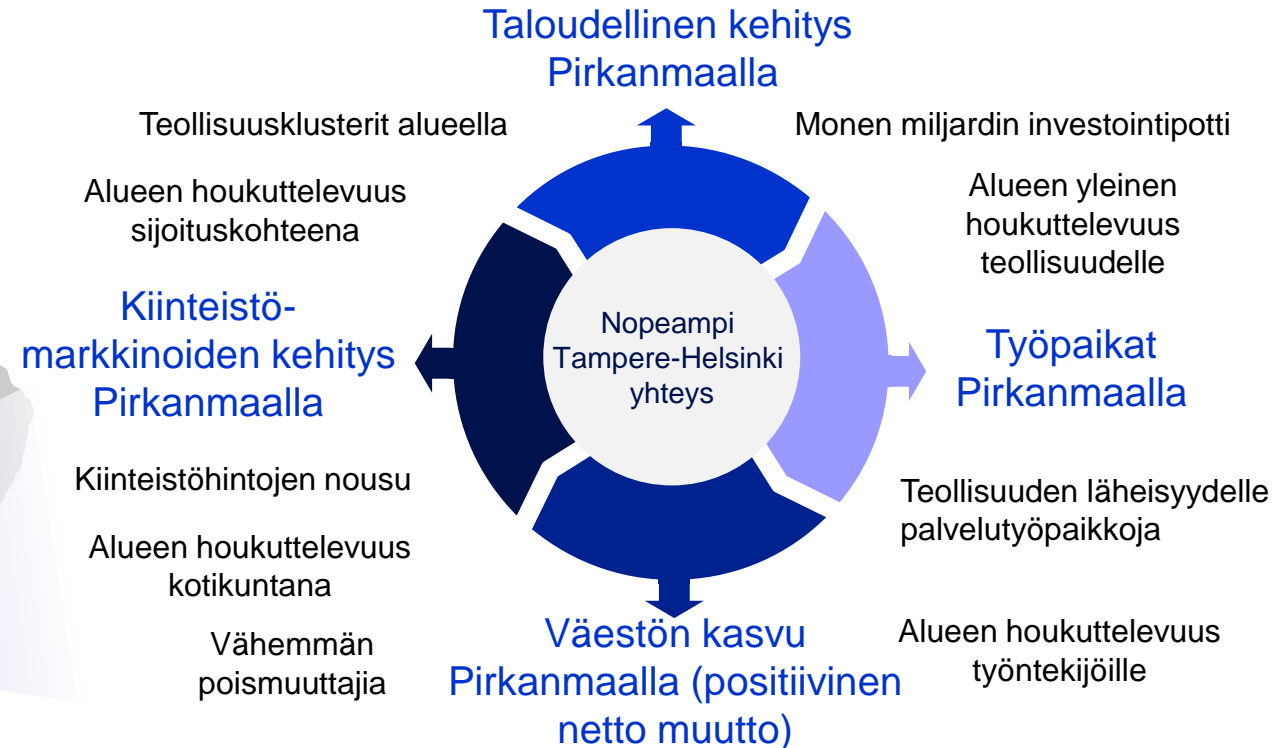 Taloudellinen kehitys
Pirkanmaalla
Teollisuusklusterit alueella
Monen miljardin investointipotti
Alueen houkuttelevuus
sijoituskohteena
Alueen yleinen
houkuttelevuus
teollisuudelle
Kiinteistö-
markkinoiden kehitys
Pirkanmaalla
Nopeampi
Tampere-Helsinki
yhteys
Työpaikat
Pirkanmaalla
Kiinteistöhintojen nousu
Alueen houkuttelevuus
kotikuntana
Vähemmän
poismuuttajia
Teollisuuden läheisyydelle
palvelutyöpaikkoja
Väestön kasvu
Pirkanmaalla (positiivinen
netto muutto)
Alueen houkuttelevuus
työntekijöille